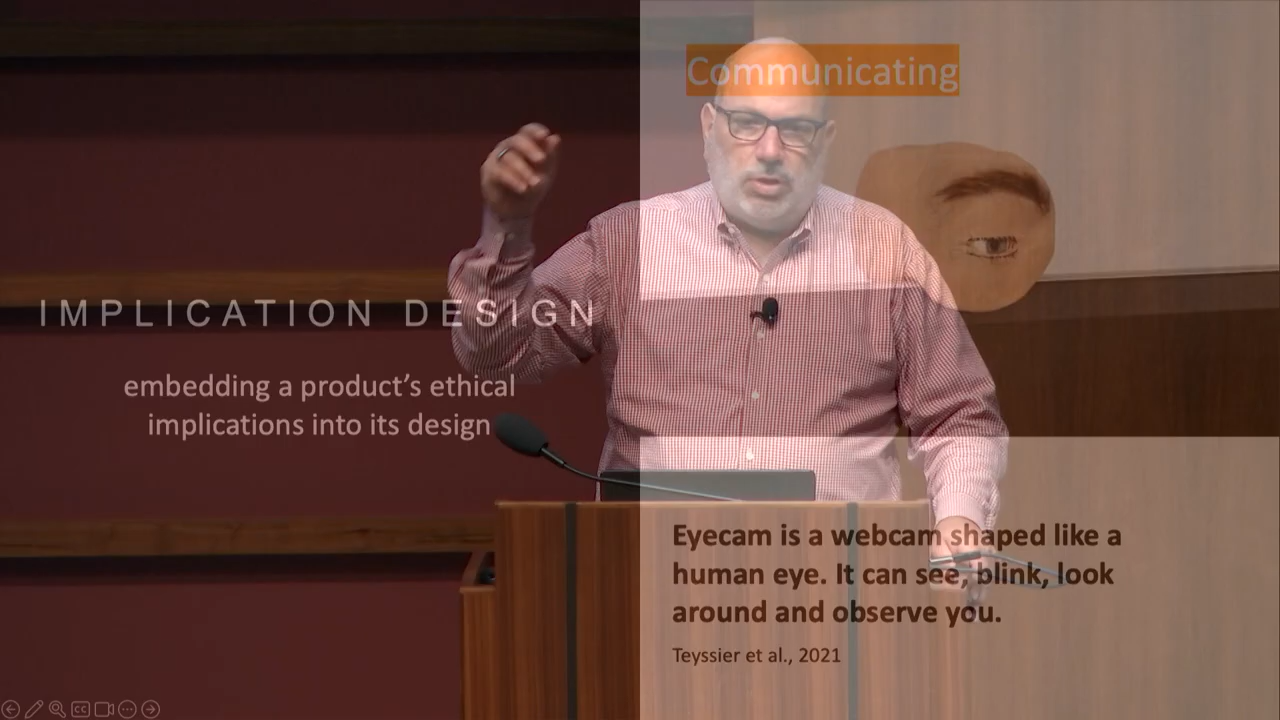 IMPLICATION DESIGN
embedding a product’s ethical
implications into its design
Communicating
Eyecam is a webcam shaped like a
human eye. It can see, blink, look
around and observe you.
Teyssier et al., 2021
CC